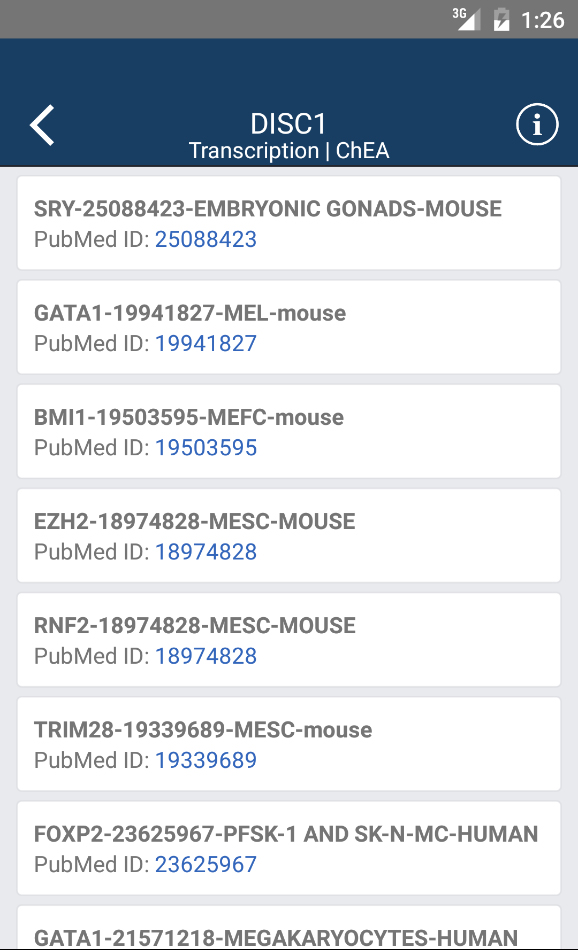 3G
1:26
DISC1
Transcription | ChEA
i
SRY-25088423-EMBRYONIC GONADS-MOUSE
PubMed ID: 25088423
GATA1-19941827-MEL-mouse
PubMed ID: 19941827
BMI1-19503595-MEFC-mouse
PubMed ID: 19503595
EZH2-18974828-MESC-MOUSE
PubMed ID: 18974828
RNF2-18974828-MESC-MOUSE
PubMed ID: 18974828
TRIM28-19339689-MESC-mouse
PubMed ID: 19339689
FOXP2-23625967-PFSK-1 AND SK-N-MC-HUMAN
PubMed ID: 23625967
GATA1-21571218-MEGAKARYOCYTES-HUMAN